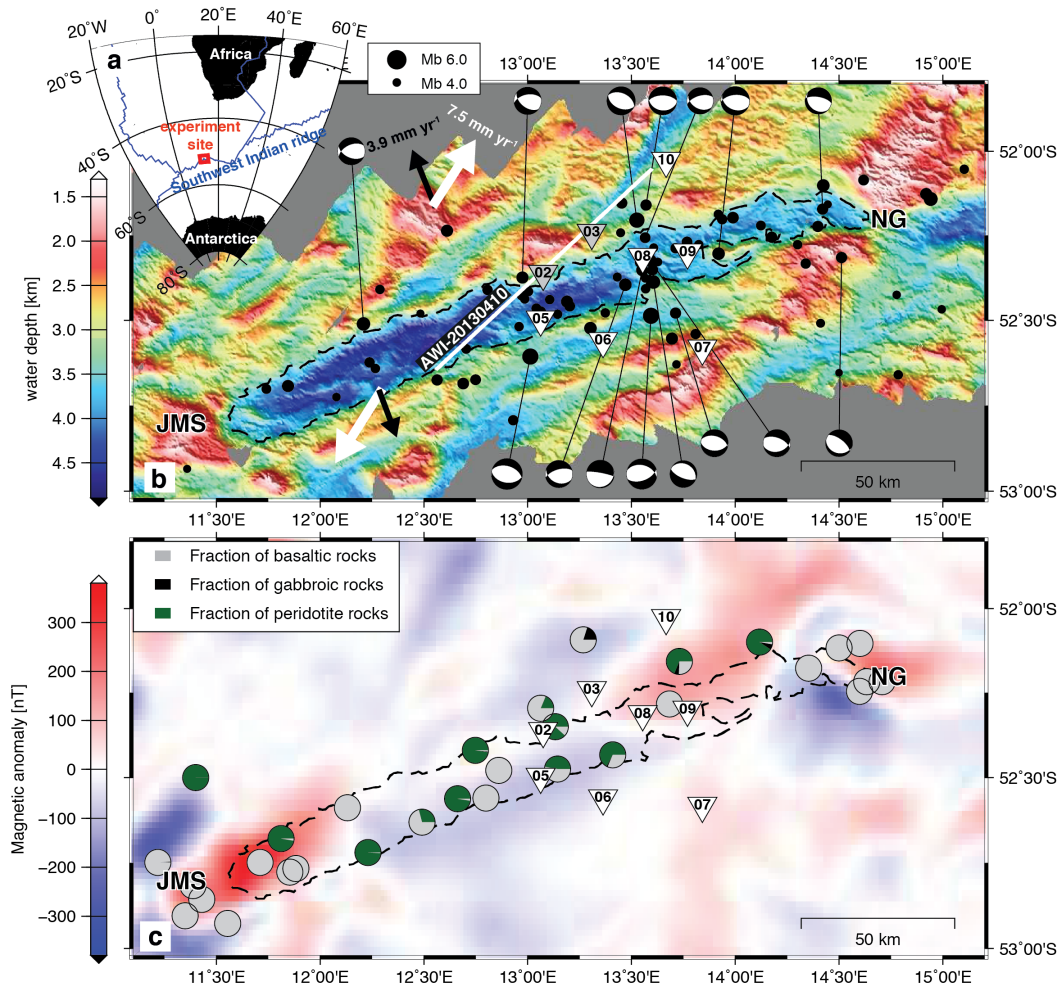 20˚W
0˚
20˚E
40˚E
60˚E
a
Africa
20˚S
40˚S
60˚S
80˚S
experiment
site
Southwest Indian ridge
Antarctica
Mb 6.0
Mb 4.0
13˚00'E
13˚30'E
14˚00'E
14˚30'E
15˚00'E
3.9 mm yr-1
7.5 mm yr-1
52˚00'S
52˚30'S
53˚00'S
water depth [km]
1.5
2.0
2.5
3.0
3.5
4.0
4.5
10
03
NG
02
08
09
05
06
07
AWI-20130410
JMS
b
50 km
11˚30'E
12˚00'E
12˚30'E
13˚00'E
13˚30'E
14˚00'E
14˚30'E
15˚00'E
Fraction of basaltic rocks
Fraction of gabbroic rocks
Fraction of peridotite rocks
Magnetic anomaly [nT]
300
200
100
0
−100
−200
−300
52˚00'S
52˚30'S
53˚00'S
10
03
NG
02
08
09
05
06
07
JMS
c
50 km
11˚30'E
12˚00'E
12˚30'E
13˚00'E
13˚30'E
14˚00'E
14˚30'E
15˚00'E